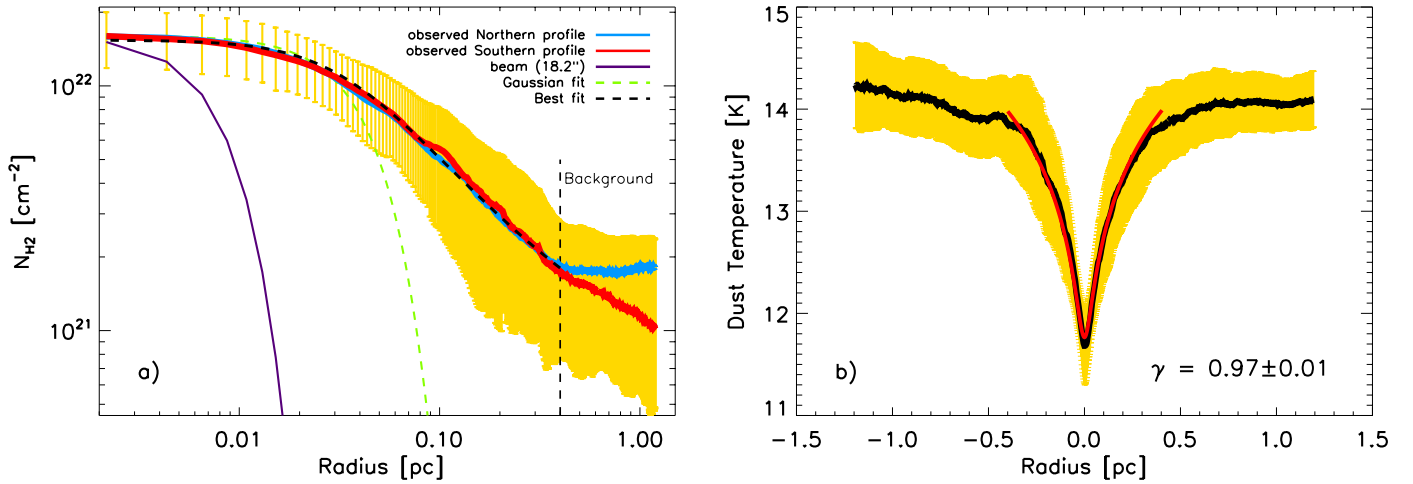 observed Northern profile
observed Southern profile
beam (18.2")
Gaussian fit
Best fit
Background
10^22
10^21
N_H2 [cm^-2]
a)
0.01 0.10 1.00
Radius [pc]
15
14
13
12
11
Dust Temperature [K]
b)
γ = 0.97±0.01
−1.5 −1.0 −0.5 0.0 0.5 1.0 1.5
Radius [pc]